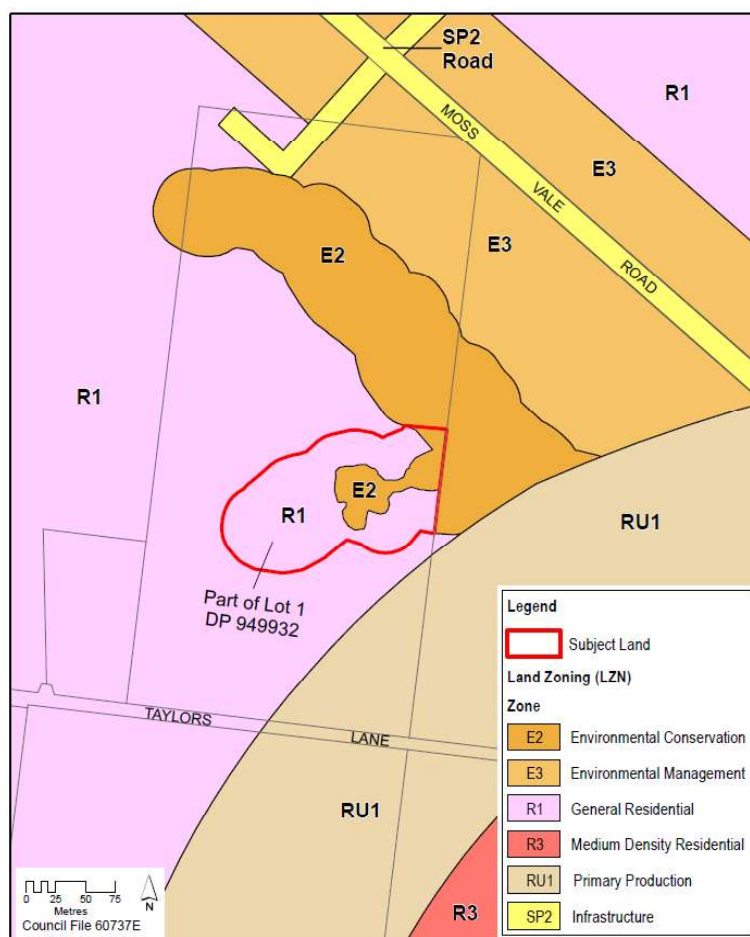 SP2
Road
R1
MOSS
VALE
ROAD
E3
E2
E3
R1
E2
R1
RU1
Part of Lot 1
DP 949932
TAYLORS
LANE
RU1
R3
0 25 50 75
Metres
Council File 60737E
N
Legend
Subject Land
Land Zoning (LZN)
Zone
E2 Environmental Conservation
E3 Environmental Management
R1 General Residential
R3 Medium Density Residential
RU1 Primary Production
SP2 Infrastructure